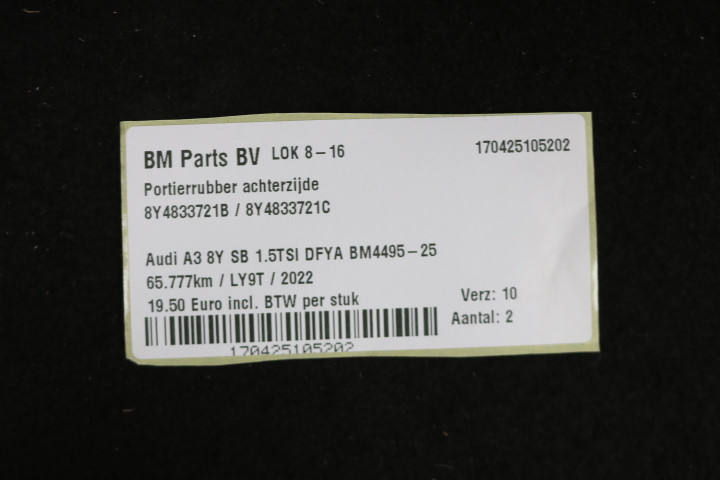 BM Parts BV LOK 8-16 170425105202
Portierrubber achterzijde
8Y4833721B / 8Y4833721C
Audi A3 8Y SB 1.5TSI DFYA BM4495-25
65.777km / LY9T / 2022
19.50 Euro incl. BTW per stuk Verz: 10
Aantal: 2
170425105202